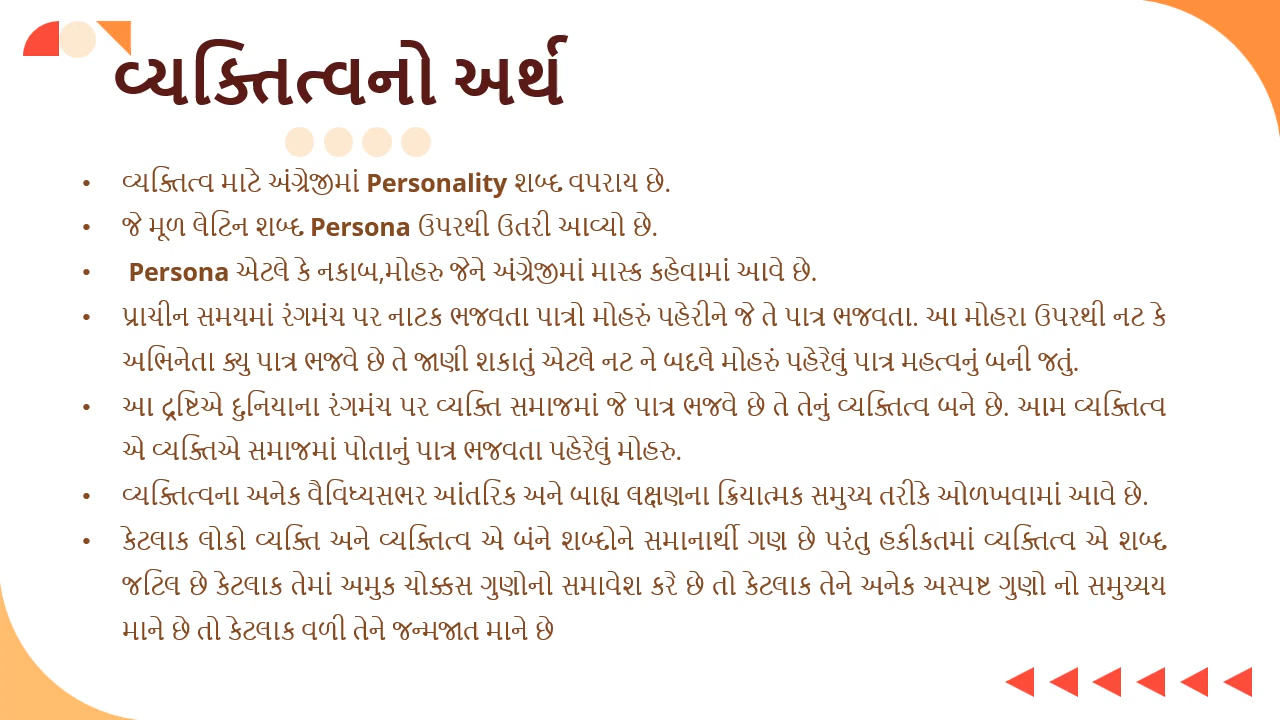 વ્યક્તિત્વનો અર્થ
• વ્યક્તિત્વ માટે અંગ્રેજીમાં Personality શબ્દ વપરાય છે.
• જે મૂળ લેટિન શબ્દ Persona ઉપરથી ઉતરી આવ્યો છે.
• Persona એટલે કે નકાબ,મોહરુ જેને અંગ્રેજીમાં માસ્ક કહેવામાં આવે છે.
• પ્રાચીન સમયમાં રંગમંચ પર નાટક ભજવતા પાત્રો મોહરું પહેરીને જે તે પાત્ર ભજવતા. આ મોહરા ઉપરથી નટ કે
અભિનેતા ક્યુ પાત્ર ભજવે છે તે જાણી શકાતું એટલે નટ ને બદલે મોહરું પહેરેલું પાત્ર મહત્વનું બની જતું.
• આ દ્રષ્ટિએ દુનિયાના રંગમંચ પર વ્યક્તિ સમાજમાં જે પાત્ર ભજવે છે તે તેનું વ્યક્તિત્વ બને છે. આમ વ્યક્તિત્વ
એ વ્યક્તિએ સમાજમાં પોતાનું પાત્ર ભજવતા પહેરેલું મોહરુ.
• વ્યક્તિત્વના અનેક વૈવિધ્યસભર આંતરિક અને બાહ્ય લક્ષણના ક્રિયાત્મક સમુચ્ય તરીકે ઓળખવામાં આવે છે.
• કેટલાક લોકો વ્યક્તિ અને વ્યક્તિત્વ એ બંને શબ્દોને સમાનાર્થી ગણ છે પરંતુ હકીકતમાં વ્યક્તિત્વ એ શબ્દ
જટિલ છે કેટલાક તેમાં અમુક ચોક્કસ ગુણોનો સમાવેશ કરે છે તો કેટલાક તેને અનેક અસ્પષ્ટ ગુણો નો સમુચ્ચય
માને છે તો કેટલાક વળી તેને જન્મજાત માને છે